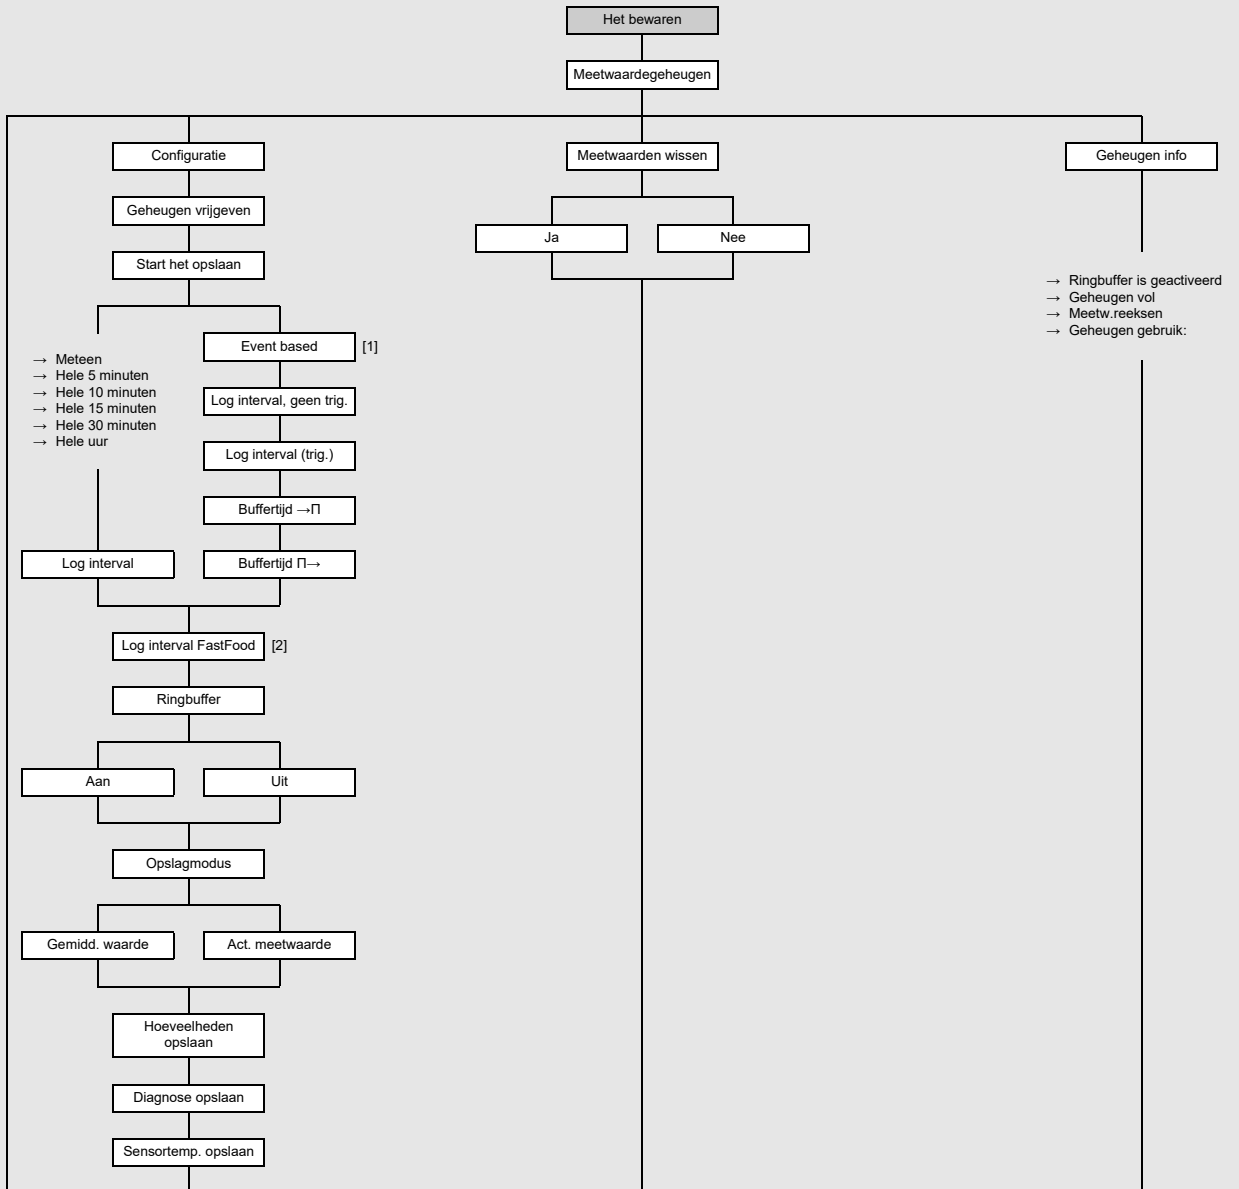 Het bewaren
Meetwaardegeheugen
Configuratie
Meetwaarden wissen
Geheugen info
Geheugen vrijgeven
Ja
Nee
Start het opslaan
→ Ringbuffer is geactiveerd
→ Geheugen vol
→ Meetw.reeksen
→ Geheugen gebruik:
→ Meteen
→ Hele 5 minuten
→ Hele 10 minuten
→ Hele 15 minuten
→ Hele 30 minuten
→ Hele uur
Event based [1]
Log interval, geen trig.
Log interval (trig.)
Buffertijd →Π
Log interval
Buffertijd Π→
Log interval FastFood [2]
Ringbuffer
Aan
Uit
Opslagmodus
Gemidd. waarde
Act. meetwaarde
Hoeveelheden
opslaan
Diagnose opslaan
Sensortemp. opslaan